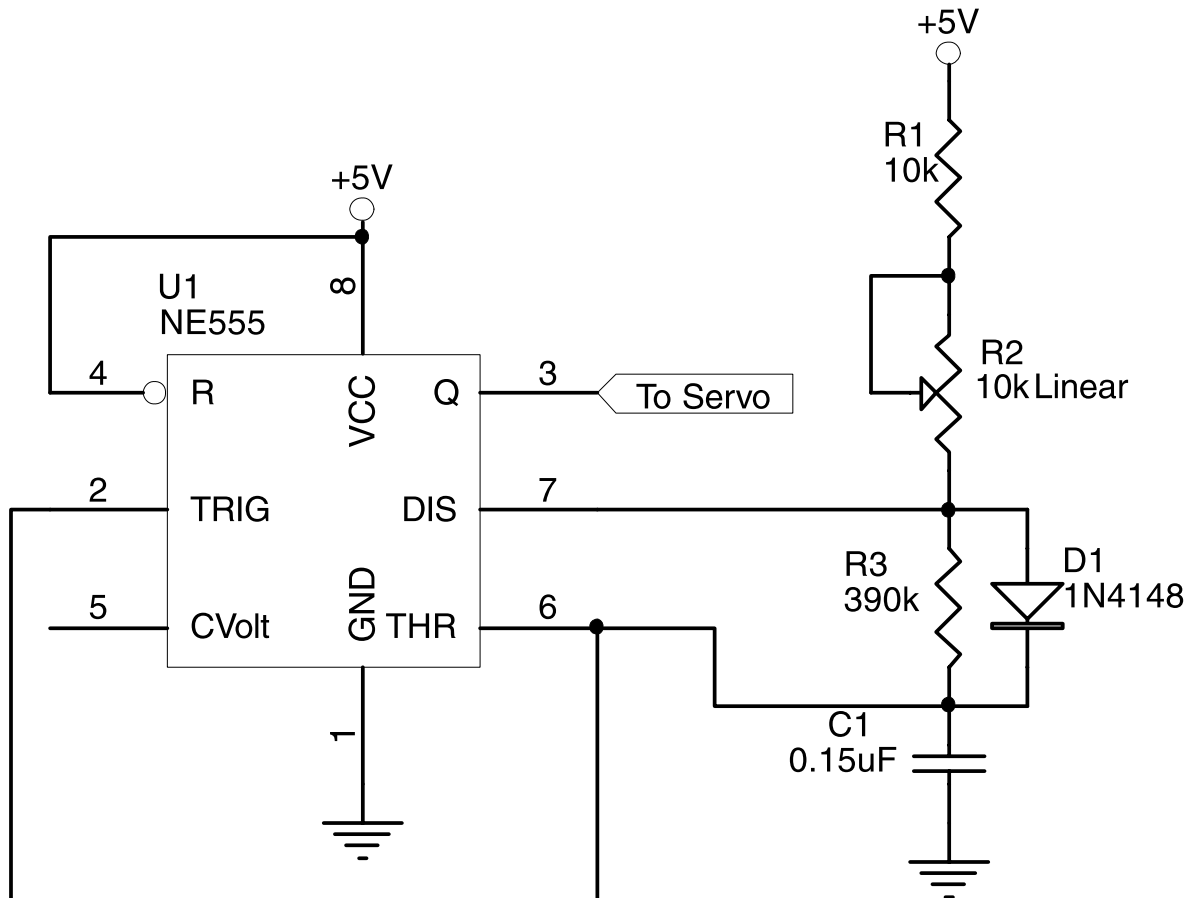 +5V
R1
10k
+5V
8
U1
NE555
4
R
VCC
Q
3
To Servo
R2
10k Linear
2
TRIG
DIS
7
R3
390k
D1
1N4148
5
CVolt
GND
THR
6
1
C1
0.15uF